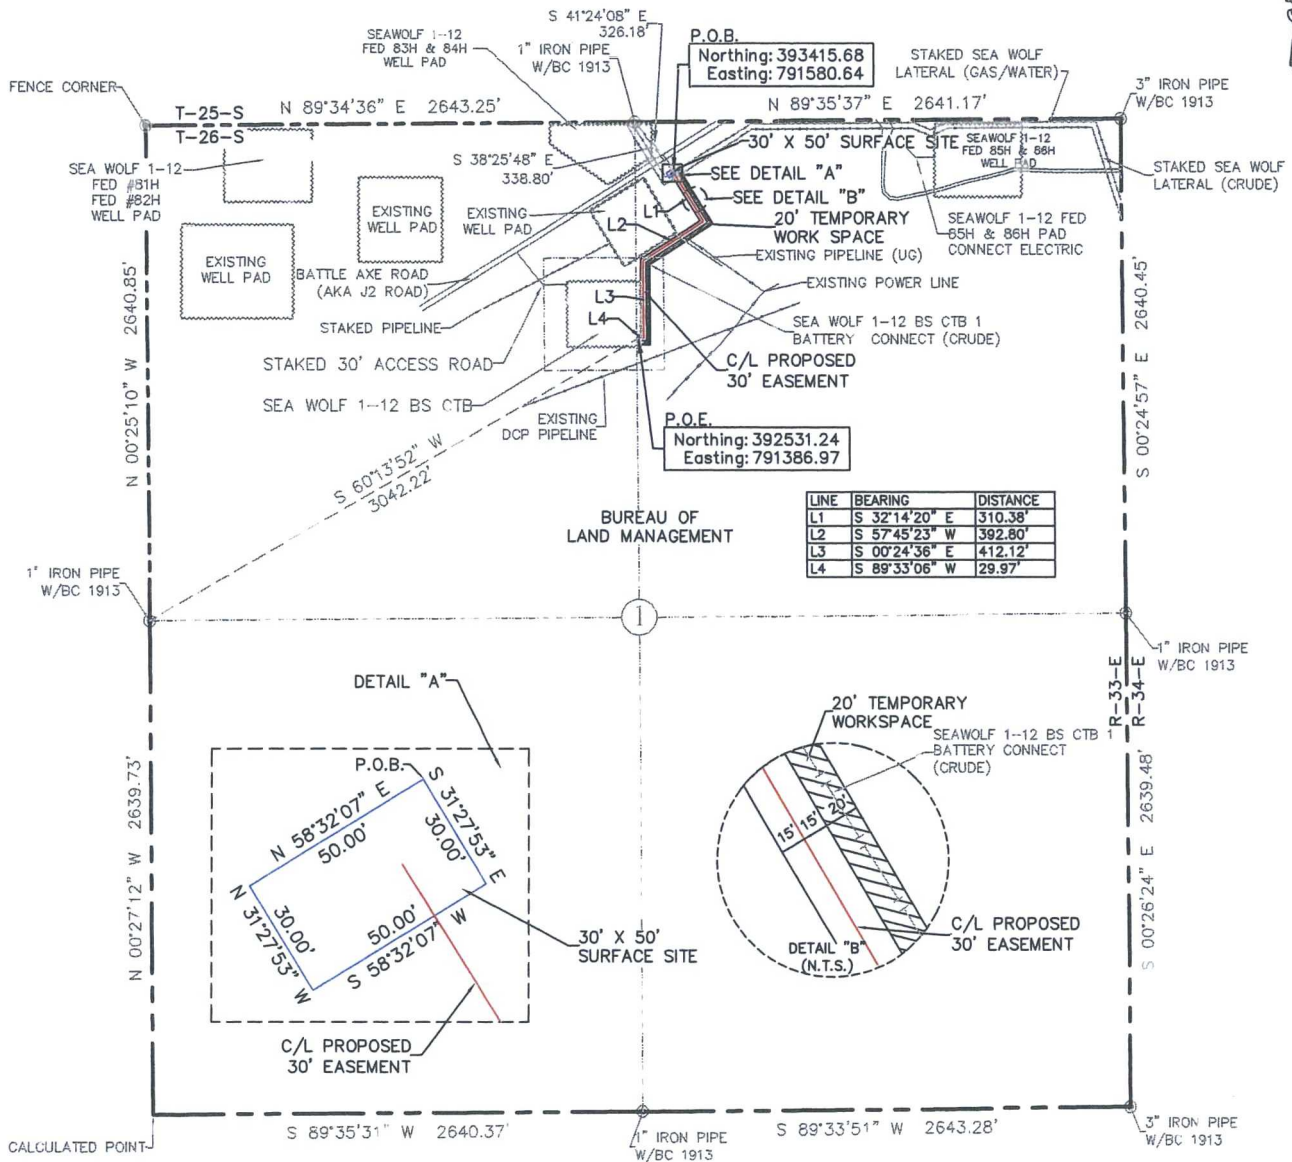 S 41°24'08" E
326.18'
SEAWOLF 1-12
FED 83H & 84H
WELL PAD
1" IRON PIPE
W/BC 1913
P.O.B.
Northing: 393415.68
Easting: 791580.64
STAKED SEA WOLF
LATERAL (GAS/WATER)
3" IRON PIPE
W/BC 1913
FENCE CORNER
T-25-S
T-26-S
N 89°34'36" E 2643.25'
N 89°35'37" E 2641.17'
SEA WOLF 1-12
FED #81H
FED #82H
WELL PAD
S 38°25'48" E
338.80'
30' X 50' SURFACE SITE
SEAWOLF 1-12
FED 85H & 86H
WELL PAD
SEE DETAIL "A"
SEE DETAIL "B"
STAKED SEA WOLF
LATERAL (CRUDE)
EXISTING
WELL PAD
EXISTING
WELL PAD
L1
L2
20' TEMPORARY
WORK SPACE
SEAWOLF 1-12 FED
85H & 86H PAD
CONNECT ELECTRIC
EXISTING
WELL PAD
BATTLE AXE ROAD
(AKA J2 ROAD)
EXISTING PIPELINE (UG)
EXISTING POWER LINE
N 00°25'10" W 2640.85'
S 00°24'57" E 2640.45'
L3
L4
STAKED PIPELINE
SEA WOLF 1-12 BS CTB 1
BATTERY CONNECT (CRUDE)
STAKED 30' ACCESS ROAD
C/L PROPOSED
30' EASEMENT
SEA WOLF 1-12 BS CTB
EXISTING
DCP PIPELINE
P.O.E.
Northing: 392531.24
Easting: 791386.97
S 60°13'52" W
3042.22'
BUREAU OF
LAND MANAGEMENT
LINE BEARING DISTANCE
L1 S 32°14'20" E 310.38'
L2 S 57°45'23" W 392.80'
L3 S 00°24'36" E 412.12'
L4 S 89°33'06" W 29.97'
1" IRON PIPE
W/BC 1913
1
1" IRON PIPE
W/BC 1913
R-33-E
R-34-E
DETAIL "A"
P.O.B.
N 58°32'07" E
50.00'
S 31°27'53" E
30.00'
N 31°27'53" W
30.00'
50.00'
S 58°32'07" W
30' X 50'
SURFACE SITE
C/L PROPOSED
30' EASEMENT
20' TEMPORARY
WORKSPACE
SEAWOLF 1-12 BS CTB 1
BATTERY CONNECT
(CRUDE)
15' 15' 20'
DETAIL "B"
(N.T.S.)
C/L PROPOSED
30' EASEMENT
N 00°27'12" W 2639.73'
S 00°26'24" E 2639.48'
CALCULATED POINT
S 89°35'31" W 2640.37'
1" IRON PIPE
W/BC 1913
S 89°33'51" W 2643.28'
3" IRON PIPE
W/BC 1913